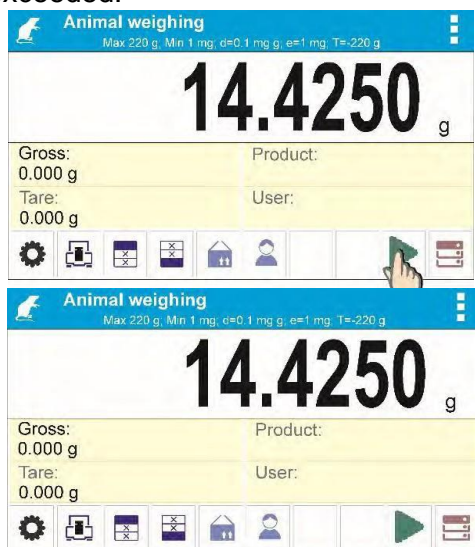 xceeded.
Animal weighing
Max 220 g; Min 1 mg; d=0.1 mg g; e=1 mg; T=-220 g
14.4250 g
Gross:
0.000 g
Product:
Tare:
0.000 g
User:
Animal weighing
Max 220 g; Min 1 mg; d=0.1 mg g; e=1 mg; T=-220 g
14.4250 g
Gross:
0.000 g
Product:
Tare:
0.000 g
User: